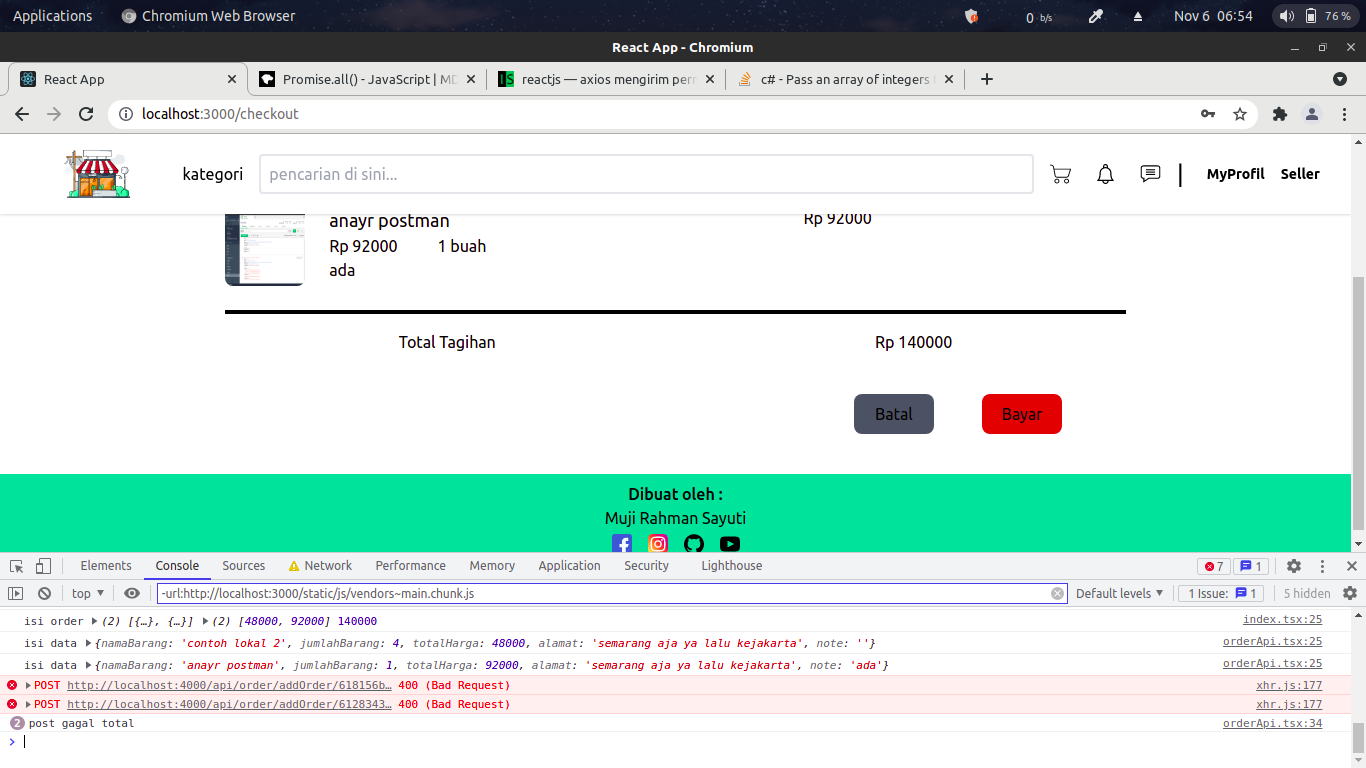 Applications Chromium Web Browser 0 b/s Nov 6 06:54 76 %
React App - Chromium
React App Promise.all() - JavaScript | MD reactjs — axios mengirim per c# - Pass an array of integers
localhost:3000/checkout
kategori pencarian di sini... MyProfil Seller
anayr postman Rp 92000
Rp 92000 1 buah
ada
Total Tagihan Rp 140000
Batal Bayar
Dibuat oleh :
Muji Rahman Sayuti
Elements Console Sources Network Performance Memory Application Security Lighthouse 7 1
top -url:http://localhost:3000/static/js/vendors~main.chunk.js Default levels 1 Issue: 1 5 hidden
isi order (2) [{…}, {…}] (2) [48000, 92000] 140000 index.tsx:25
isi data {namaBarang: 'contoh lokal 2', jumlahBarang: 4, totalHarga: 48000, alamat: 'semarang aja ya lalu kejakarta', note: ''} orderApi.tsx:25
isi data {namaBarang: 'anayr postman', jumlahBarang: 1, totalHarga: 92000, alamat: 'semarang aja ya lalu kejakarta', note: 'ada'} orderApi.tsx:25
POST http://localhost:4000/api/order/addOrder/618156b… 400 (Bad Request) xhr.js:177
POST http://localhost:4000/api/order/addOrder/6128343… 400 (Bad Request) xhr.js:177
2 post gagal total orderApi.tsx:34